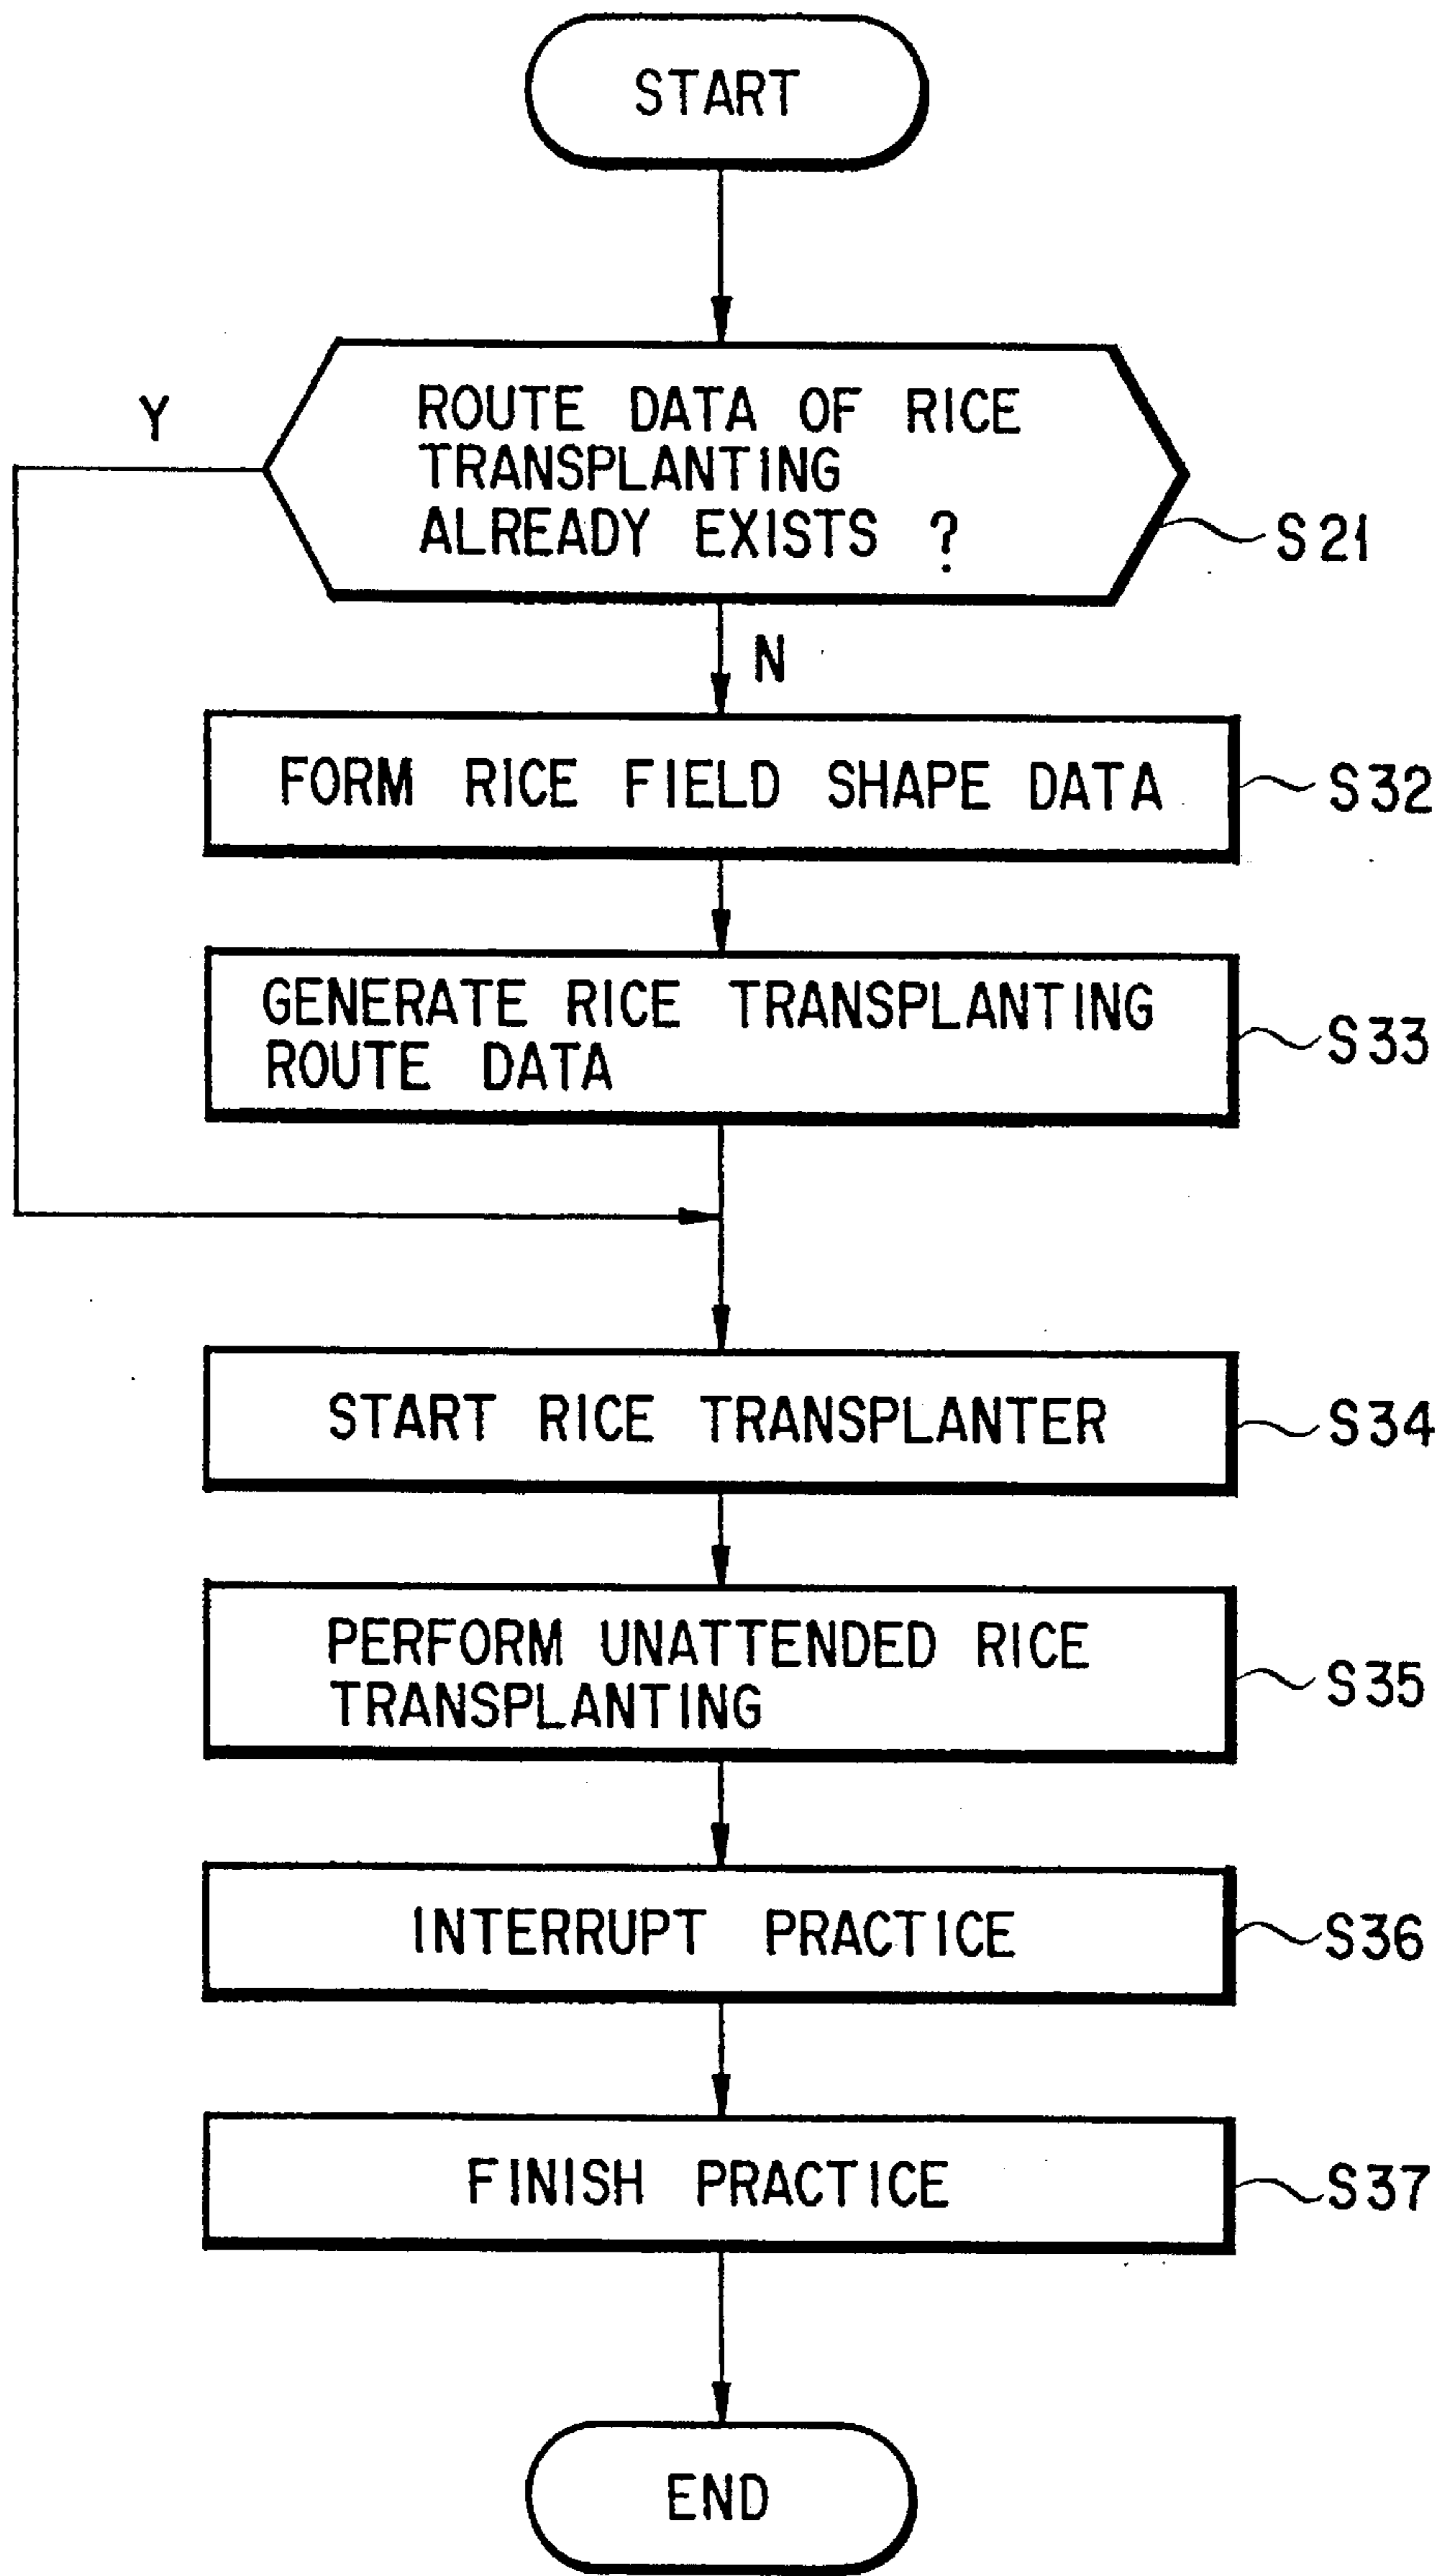 START
Y
ROUTE DATA OF RICE
TRANSPLANTING
ALREADY EXISTS ?
S21
N
FORM RICE FIELD SHAPE DATA
S32
GENERATE RICE TRANSPLANTING
ROUTE DATA
S33
START RICE TRANSPLANTER
S34
PERFORM UNATTENDED RICE
TRANSPLANTING
S35
INTERRUPT PRACTICE
S36
FINISH PRACTICE
S37
END